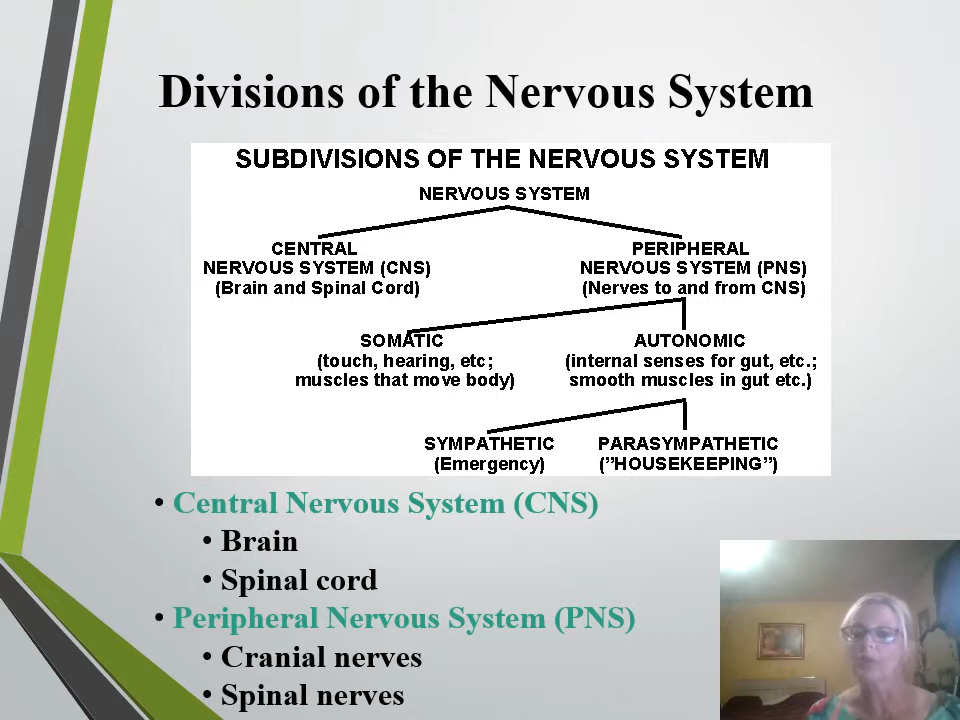 Divisions of the Nervous System
SUBDIVISIONS OF THE NERVOUS SYSTEM
NERVOUS SYSTEM
CENTRAL
NERVOUS SYSTEM (CNS)
(Brain and Spinal Cord)
PERIPHERAL
NERVOUS SYSTEM (PNS)
(Nerves to and from CNS)
SOMATIC
(touch, hearing, etc;
muscles that move body)
AUTONOMIC
(internal senses for gut, etc.;
smooth muscles in gut etc.)
SYMPATHETIC
(Emergency)
PARASYMPATHETIC
(”HOUSEKEEPING”)
• Central Nervous System (CNS)
• Brain
• Spinal cord
• Peripheral Nervous System (PNS)
• Cranial nerves
• Spinal nerves